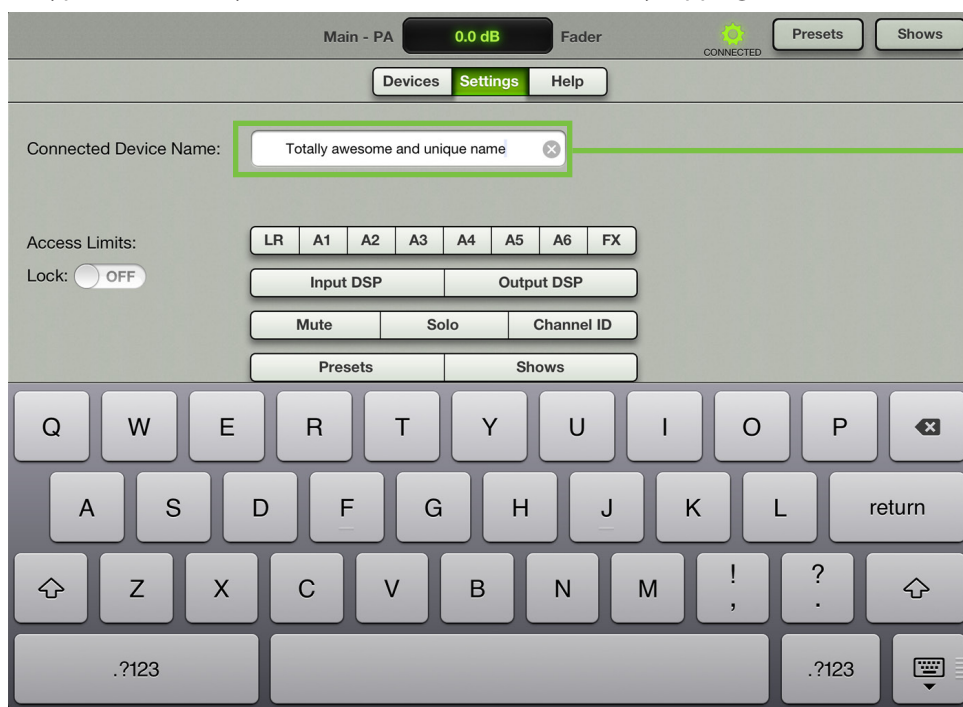 Main - PA 0.0 dB Fader CONNECTED Presets Shows
Devices Settings Help
Connected Device Name: Totally awesome and unique name
Access Limits: LR A1 A2 A3 A4 A5 A6 FX
Lock: OFF Input DSP Output DSP
Mute Solo Channel ID
Presets Shows
Q W E R T Y U I O P
A S D F G H J K L return
Z X C V B N M ! , ? .
.?123 .?123